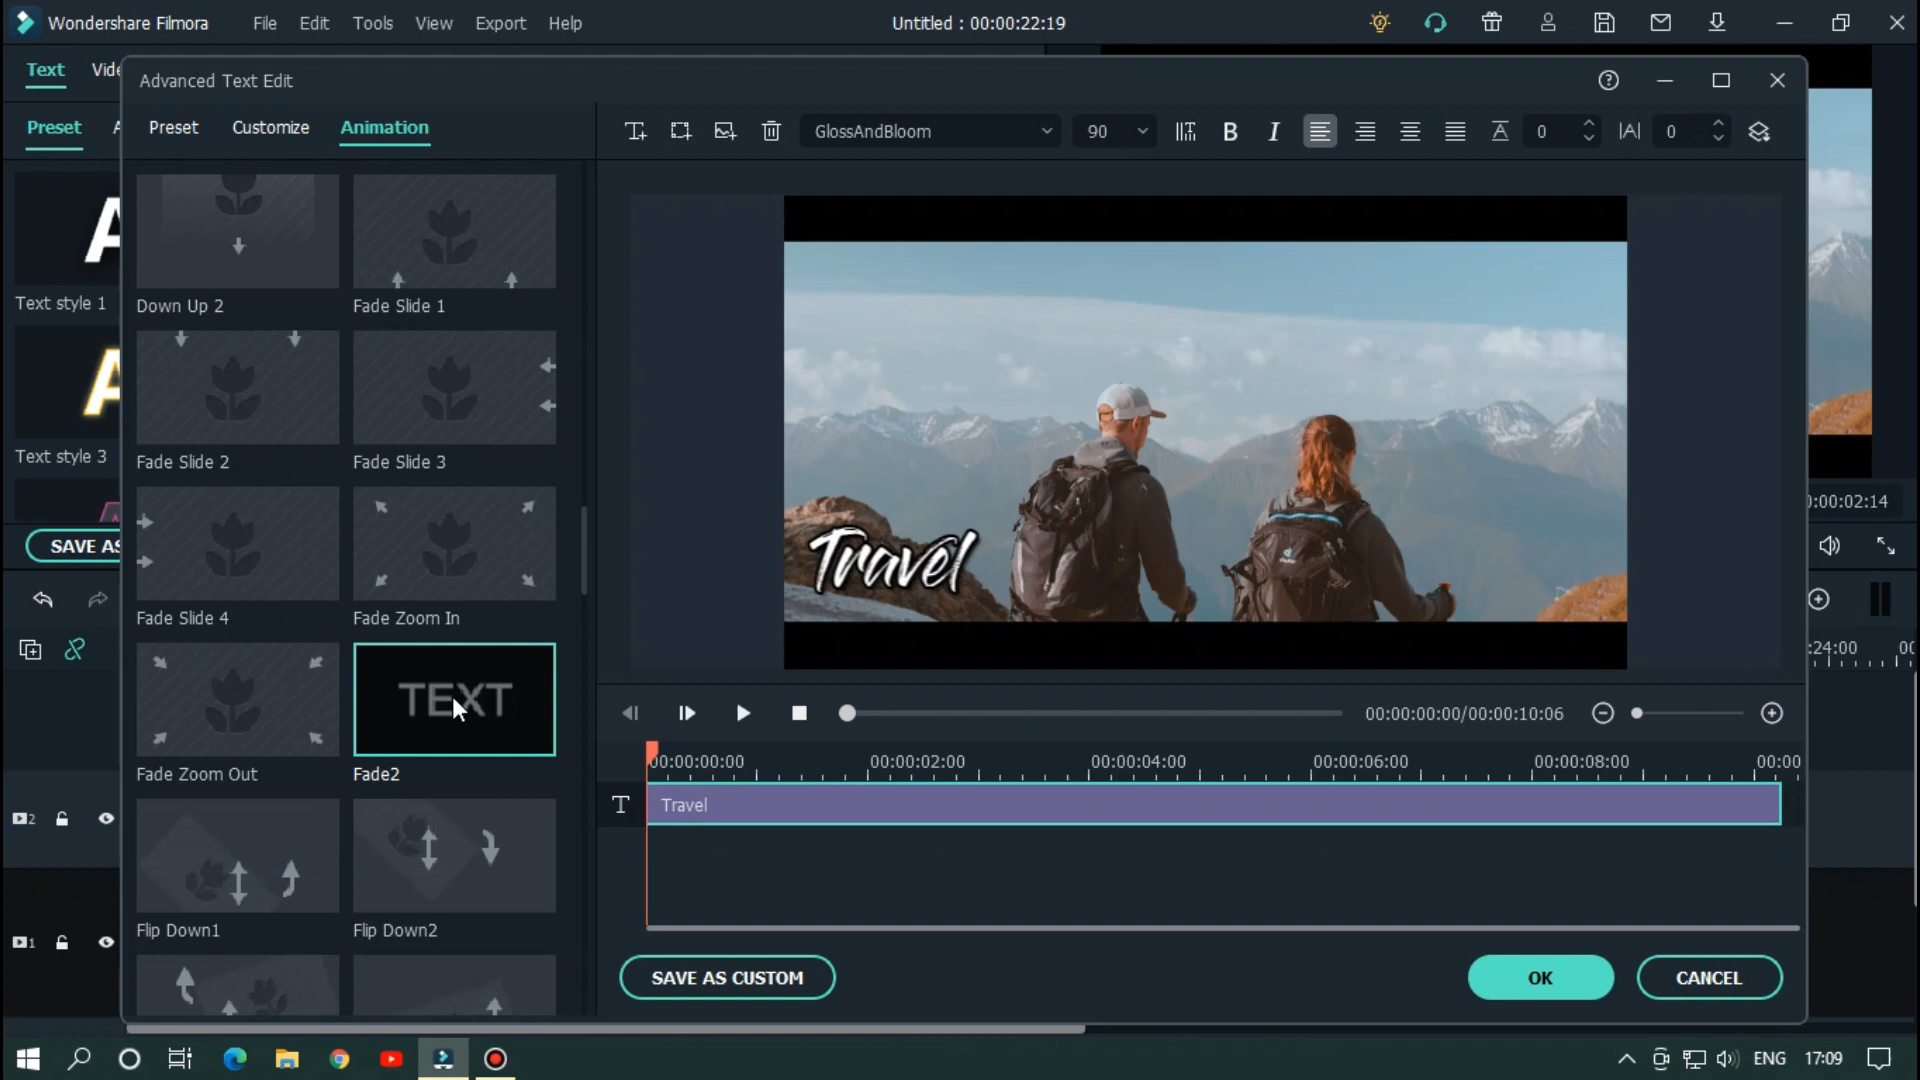 Wondershare Filmora File Edit Tools View Export Help Untitled : 00:00:22:19
Text Vide
Advanced Text Edit
Preset A
Preset Customize Animation
GlossAndBloom 90 B I 0 0
Text style 1
Text style 3
SAVE AS
Down Up 2 Fade Slide 1
Fade Slide 2 Fade Slide 3
Fade Slide 4 Fade Zoom In
TEXT
Fade Zoom Out Fade2
Flip Down1 Flip Down2
Travel
:00:02:14
00:00:00:00/00:00:10:06
00:00:00:00 00:00:02:00 00:00:04:00 00:00:06:00 00:00:08:00 00:00
:24:00 00
T Travel
2
1
SAVE AS CUSTOM OK CANCEL
ENG 17:09